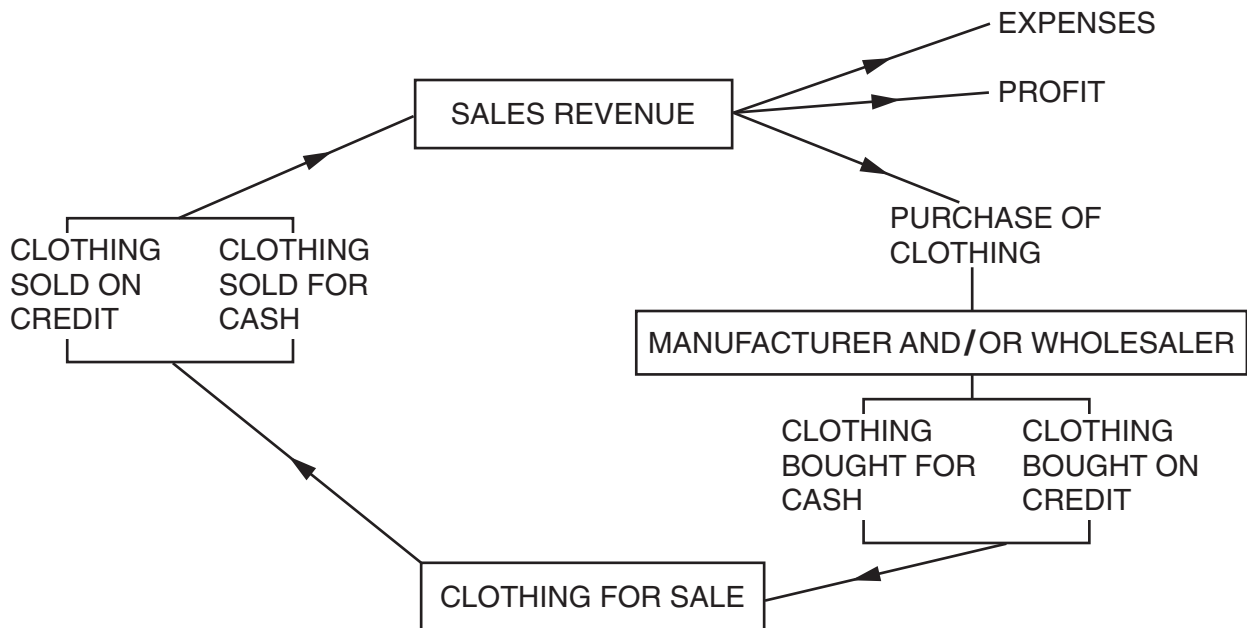 EXPENSES
PROFIT
SALES REVENUE
PURCHASE OF
CLOTHING
CLOTHING
SOLD ON
CREDIT
CLOTHING
SOLD FOR
CASH
MANUFACTURER AND/OR WHOLESALER
CLOTHING
BOUGHT FOR
CASH
CLOTHING
BOUGHT ON
CREDIT
CLOTHING FOR SALE